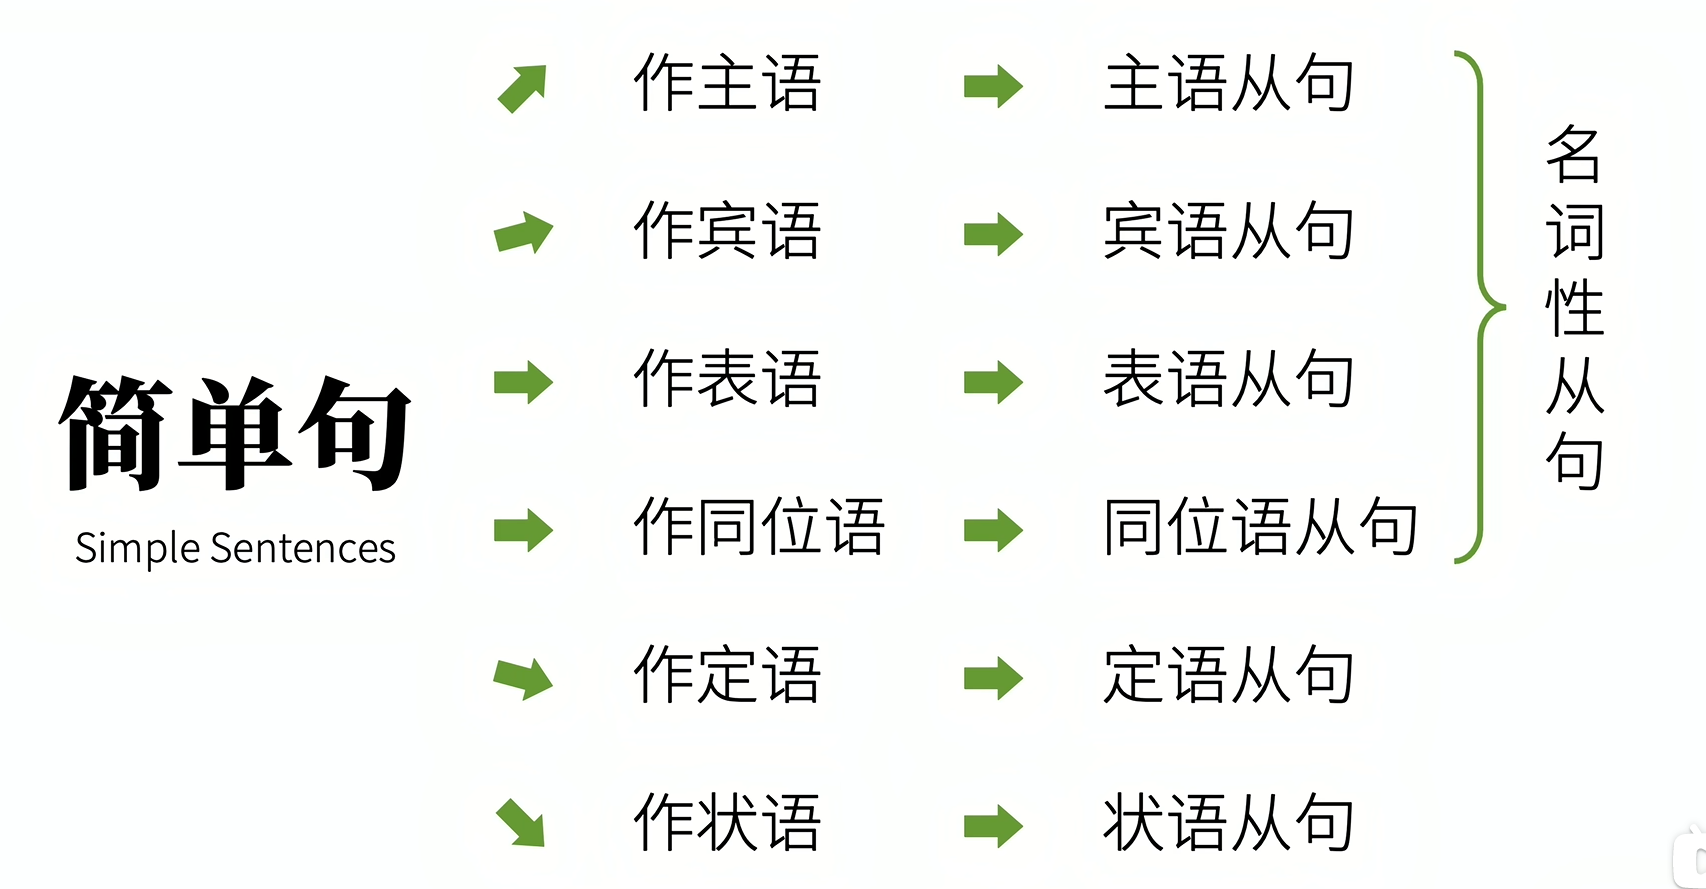 作主语 主语从句
作宾语 宾语从句
作表语 表语从句
作同位语 同位语从句
作定语 定语从句
作状语 状语从句
简单句
Simple Sentences
名词性从句